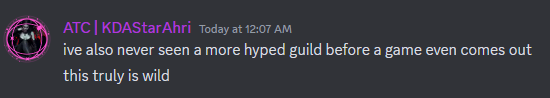 ATC | KDAStarAhri Today at 12:07 AM
ive also never seen a more hyped guild before a game even comes out
this truly is wild